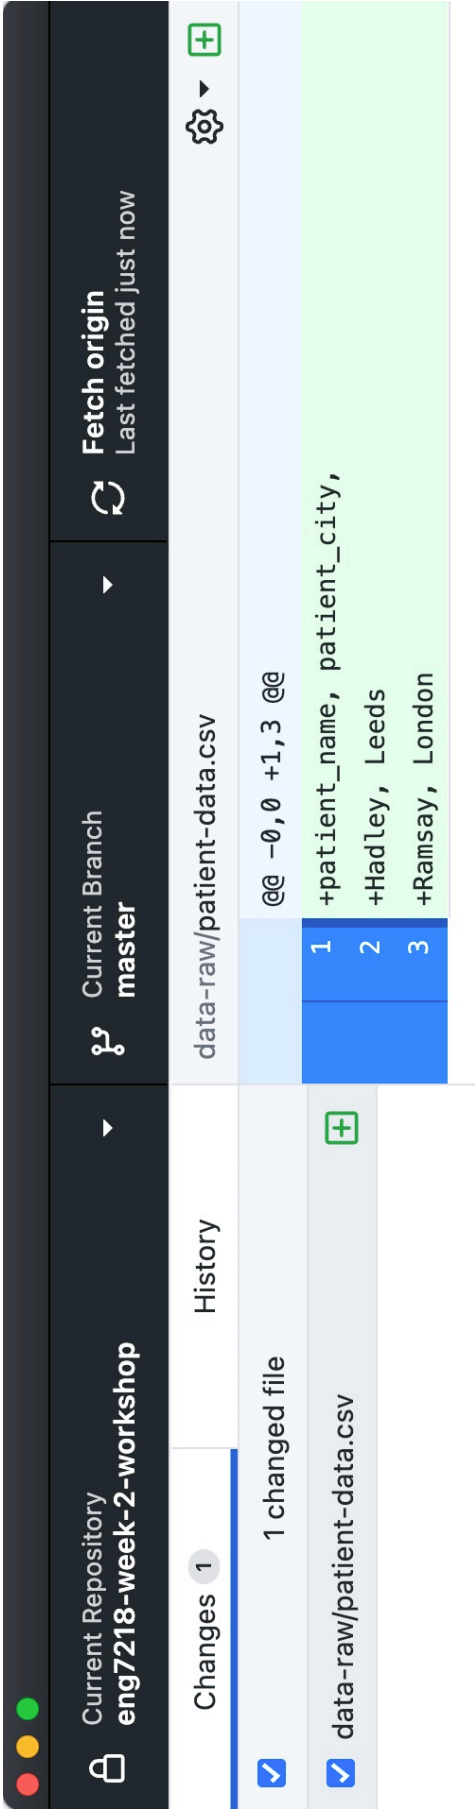 Current Repository
eng7218-week-2-workshop
Current Branch
master
Fetch origin
Last fetched just now
Changes 1
History
data-raw/patient-data.csv
1 changed file
data-raw/patient-data.csv
@@ -0,0 +1,3 @@
1 +patient_name, patient_city,
2 +Hadley, Leeds
3 +Ramsay, London